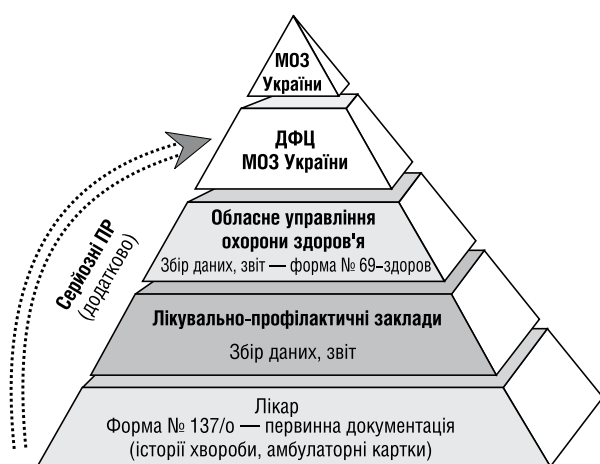 МОЗ
України
ДФЦ
МОЗ України
Обласне управління
охорони здоров'я
Збір даних, звіт — форма № 69–здоров
Лікувально-профілактичні заклади
Збір даних, звіт
Лікар
Форма № 137/о — первинна документація
(історії хвороби, амбулаторні картки)
Серйозні ПР
(додатково)